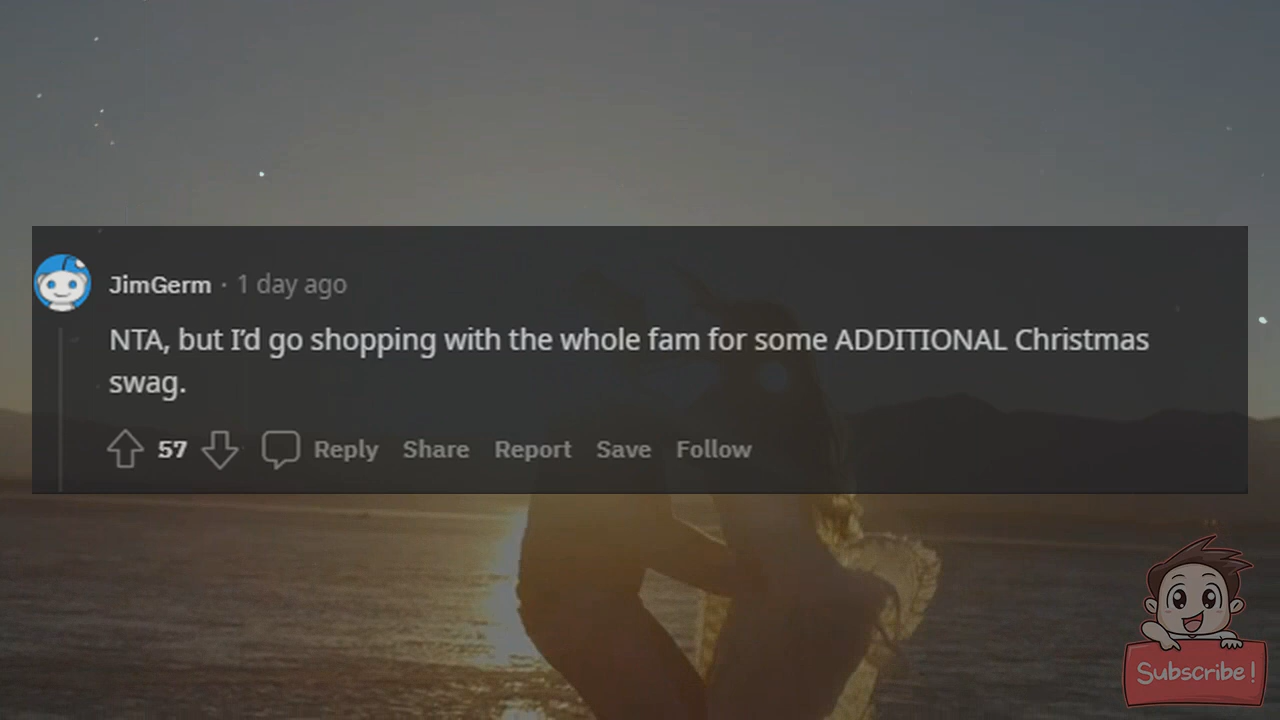 JimGerm · 1 day ago
NTA, but I'd go shopping with the whole fam for some ADDITIONAL Christmas
swag.
57 Reply Share Report Save Follow
Subscribe!